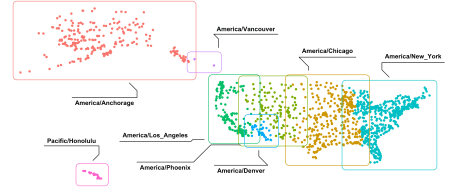 America/Vancouver
America/Chicago
America/New_York
America/Anchorage
America/Los_Angeles
Pacific/Honolulu
America/Phoenix
America/Denver